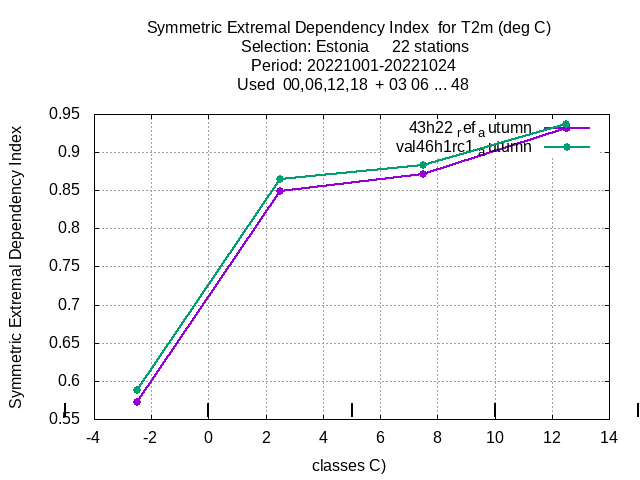 Symmetric Extremal Dependency Index for T2m (deg C)
Selection: Estonia 22 stations
Period: 20221001-20221024
Used 00,06,12,18 + 03 06 ... 48
Symmetric Extremal Dependency Index
0.95
0.9
0.85
0.8
0.75
0.7
0.65
0.6
0.55
43h22 ref autumn
val46h1rc1 autumn
-4 -2 0 2 4 6 8 10 12 14
classes C)